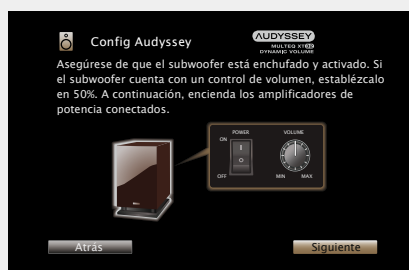 Config Audyssey
AUDYSSEY
MULTEQ XT32
DYNAMIC VOLUME
Asegúrese de que el subwoofer está enchufado y activado. Si
el subwoofer cuenta con un control de volumen, establézcalo
en 50%. A continuación, encienda los amplificadores de
potencia conectados.
POWER
VOLUME
ON
OFF
MIN
MAX
Atrás
Siguiente